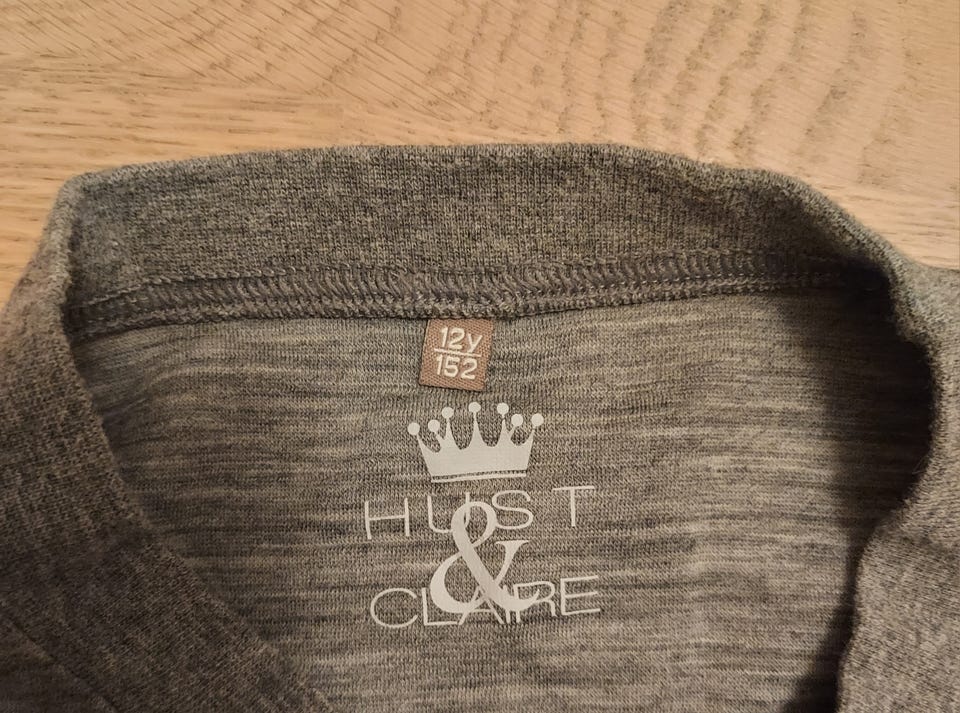 12y
152
HUST
&
CLAIRE